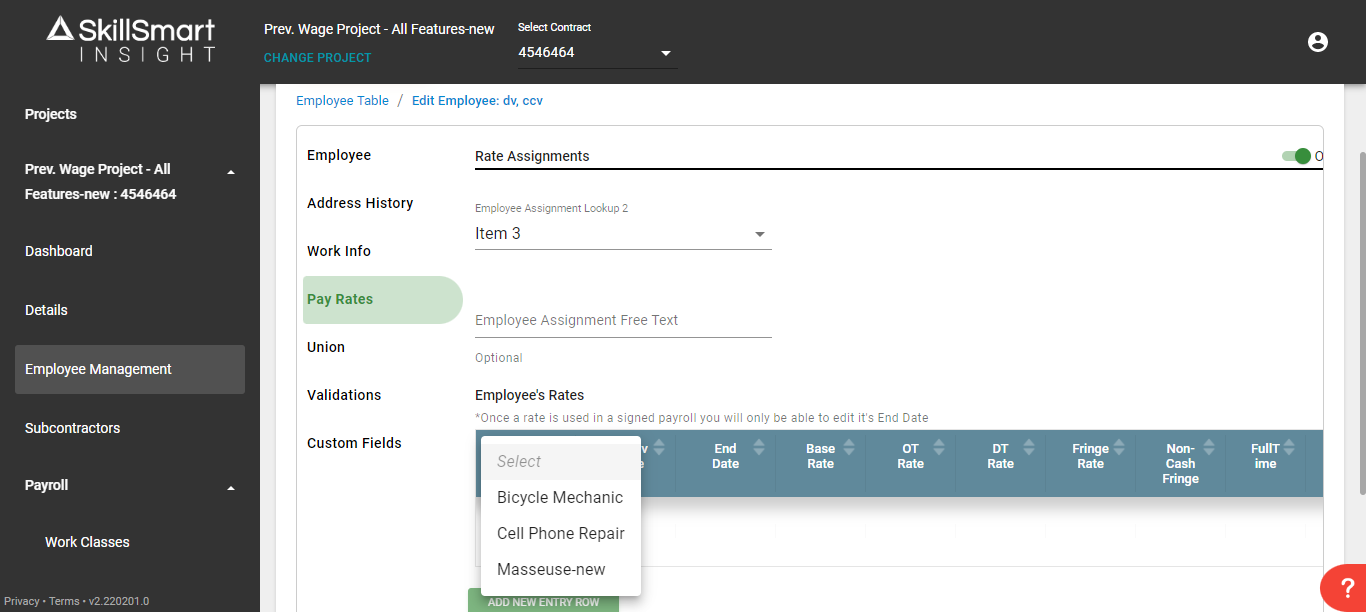 SkillSmart
INSIGHT
Prev. Wage Project - All Features-new
CHANGE PROJECT
Select Contract
4546464
Projects
Prev. Wage Project - All
Features-new : 4546464
Dashboard
Details
Employee Management
Subcontractors
Payroll
Work Classes
Privacy • Terms • v2.220201.0
Employee Table / Edit Employee: dv, ccv
Employee
Address History
Work Info
Pay Rates
Union
Validations
Custom Fields
Rate Assignments
Employee Assignment Lookup 2
Item 3
Employee Assignment Free Text
Optional
Employee's Rates
*Once a rate is used in a signed payroll you will only be able to edit it's End Date
End
Date
Base
Rate
OT
Rate
DT
Rate
Fringe
Rate
Non-
Cash
Fringe
FullT
ime
Select
Bicycle Mechanic
Cell Phone Repair
Masseuse-new
ADD NEW ENTRY ROW
?